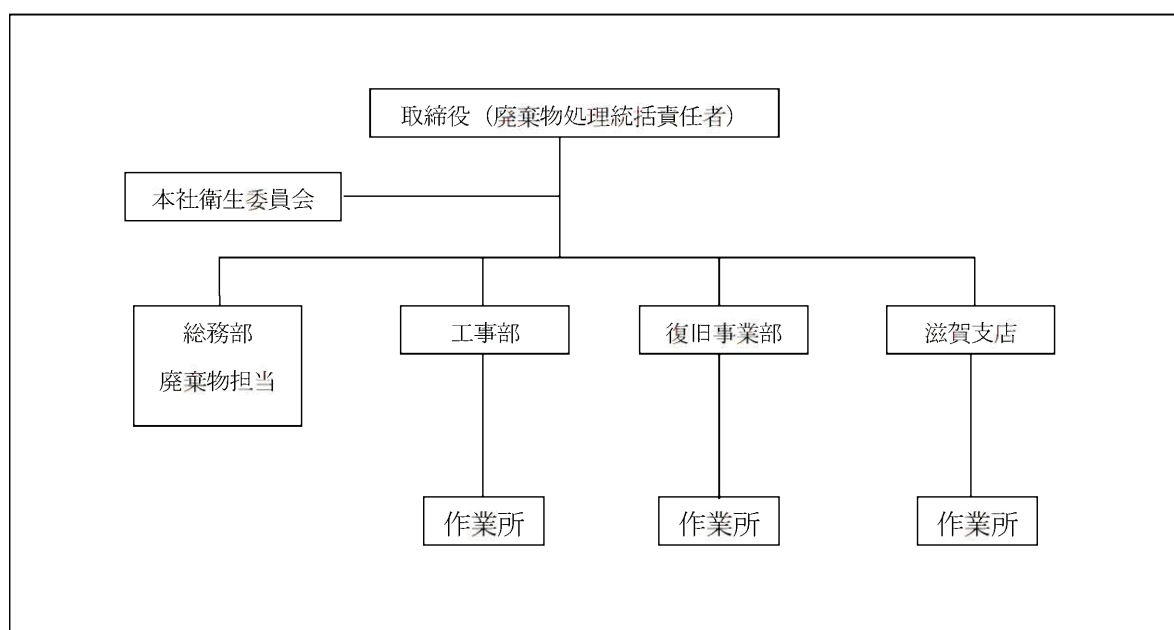 取締役（廃棄物処理統括責任者）
本社衛生委員会
総務部
廃棄物担当
工事部
復旧事業部
滋賀支店
作業所
作業所
作業所